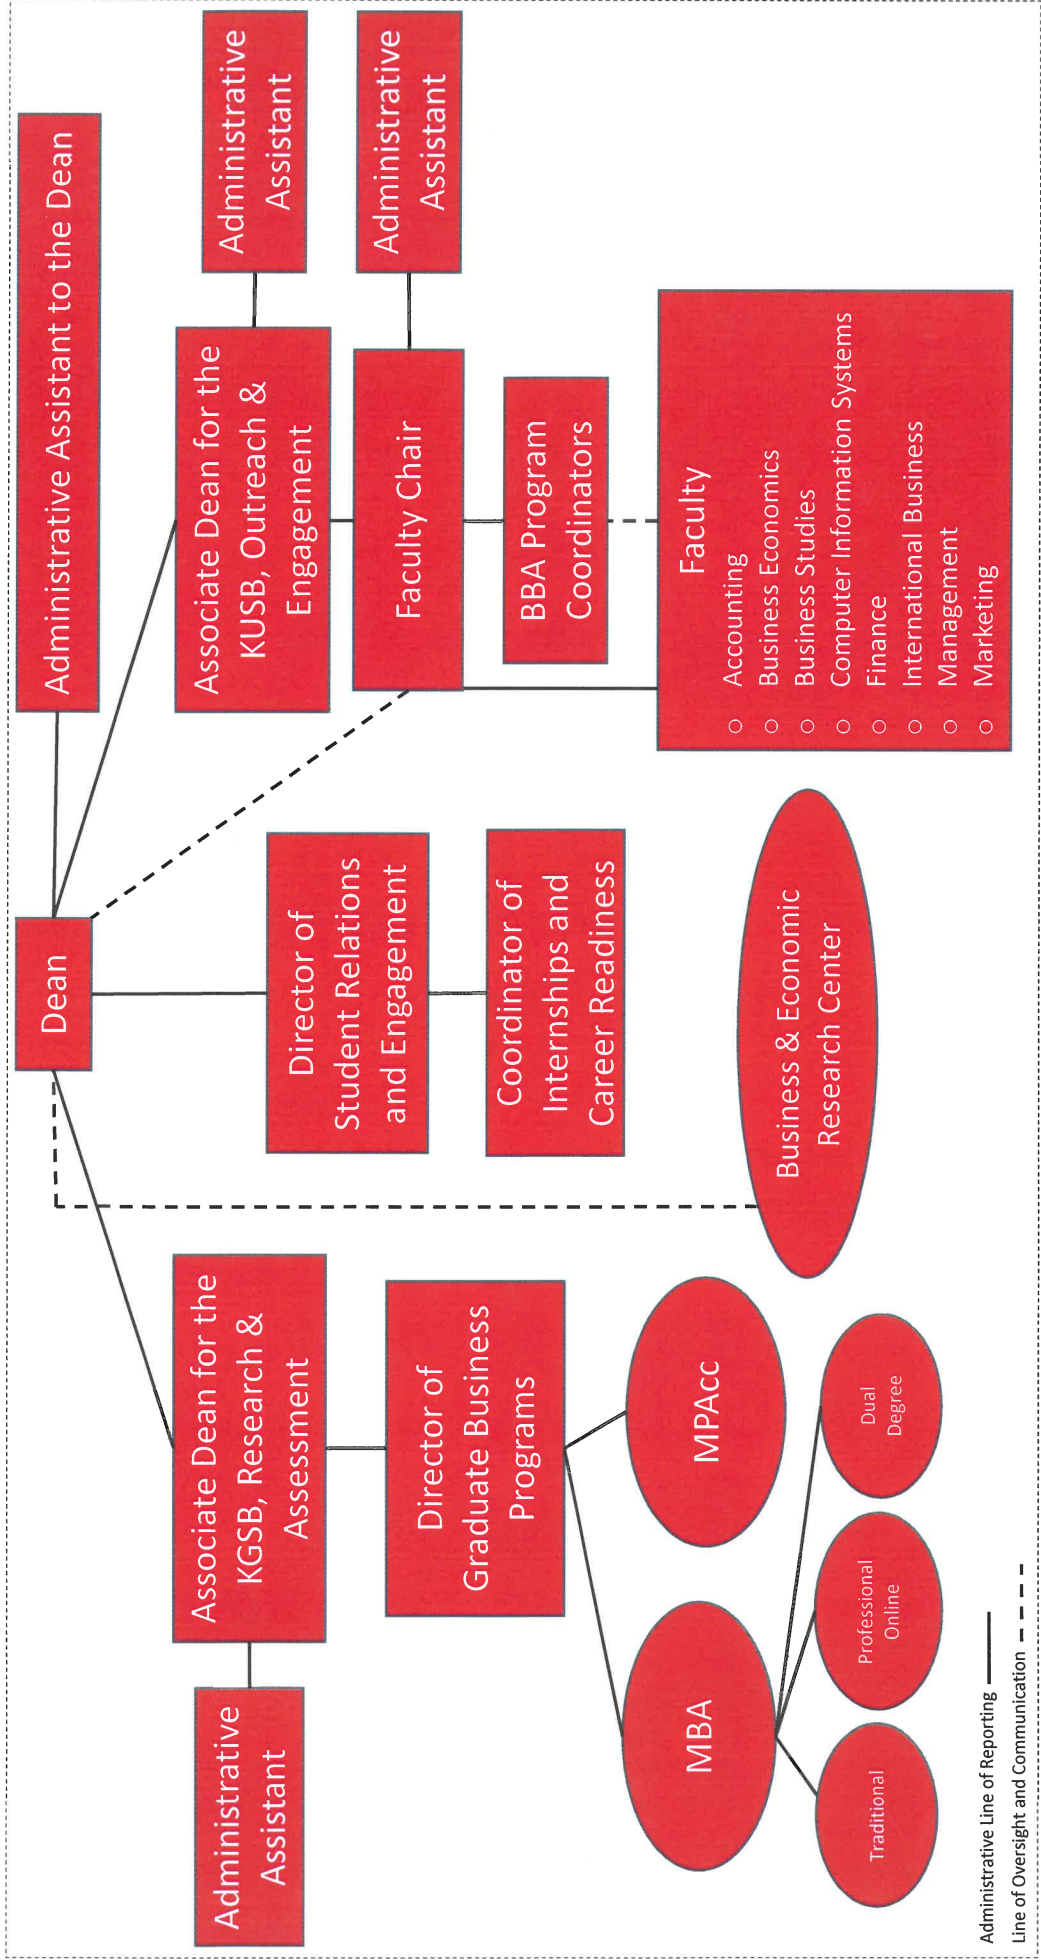 Dean
Administrative Assistant to the Dean
Administrative
Assistant
Associate Dean for the
KGSB, Research &
Assessment
Director of
Student Relations
and Engagement
Associate Dean for the
KUSB, Outreach &
Engagement
Administrative
Assistant
Director of
Graduate Business
Programs
Coordinator of
Internships and
Career Readiness
Faculty Chair
Administrative
Assistant
BBA Program
Coordinators
MBA
MPAcc
Traditional
Professional
Online
Dual
Degree
Business & Economic
Research Center
Faculty
○ Accounting
○ Business Economics
○ Business Studies
○ Computer Information Systems
○ Finance
○ International Business
○ Management
○ Marketing
Administrative Line of Reporting
Line of Oversight and Communication